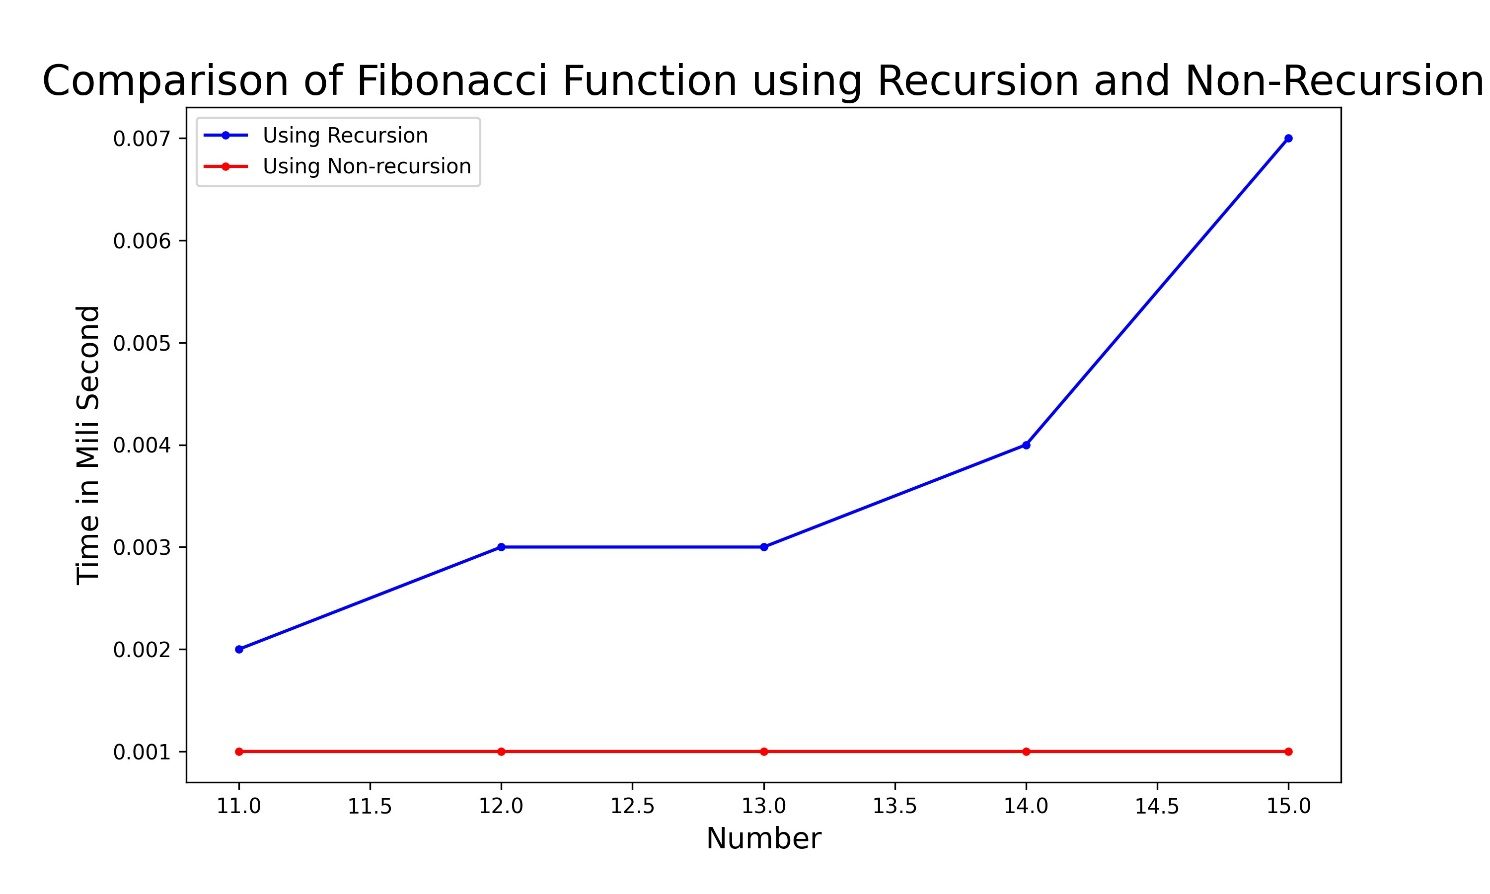 Comparison of Fibonacci Function using Recursion and Non-Recursion
Using Recursion
Using Non-recursion
0.007
0.006
0.005
0.004
0.003
0.002
0.001
Time in Mili Second
11.0 11.5 12.0 12.5 13.0 13.5 14.0 14.5 15.0
Number